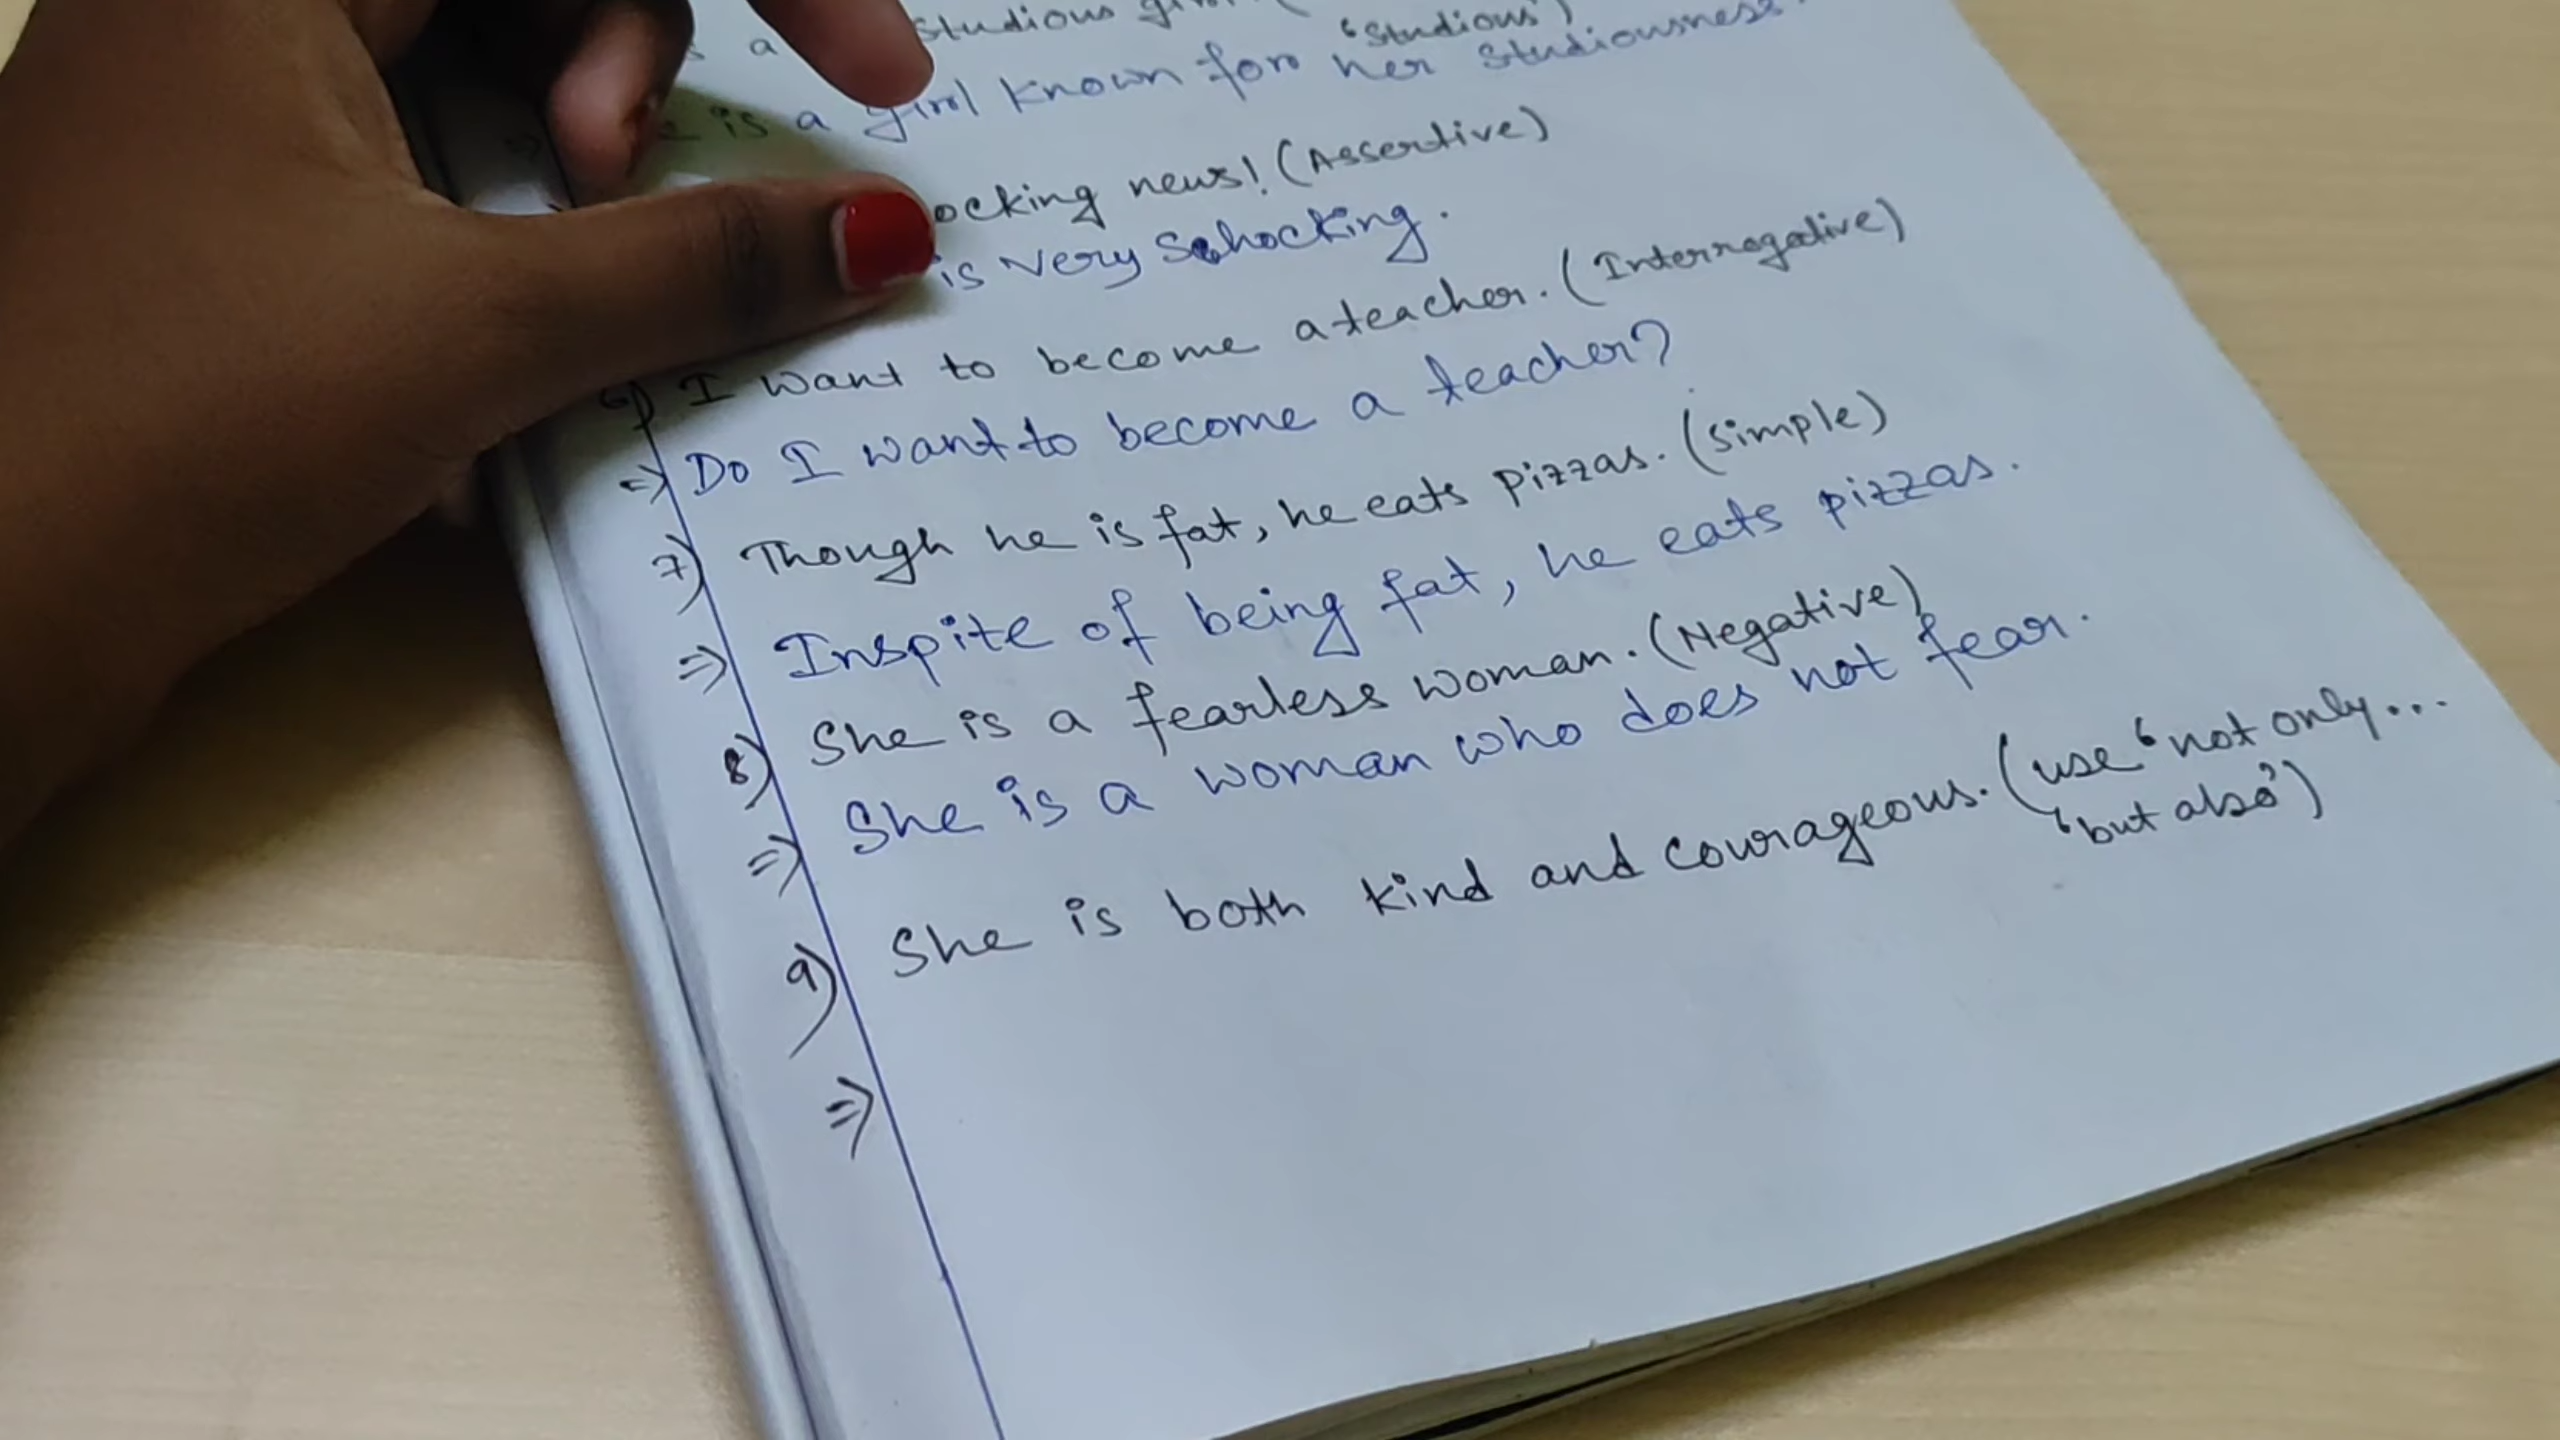 a studious
'studious')
is a girl known for her studiousness.
ocking news! (Assertive)
is very schocking.
6) I want to become a teacher. (Interrogative)
=> Do I want to become a teacher?
7) Though he is fat, he eats pizzas. (simple)
=> Inspite of being fat, he eats pizzas.
8) She is a fearless woman. (Negative)
=> She is a woman who does not fear.
9) She is both kind and courageous. (use 'not only...
'but also')
=>